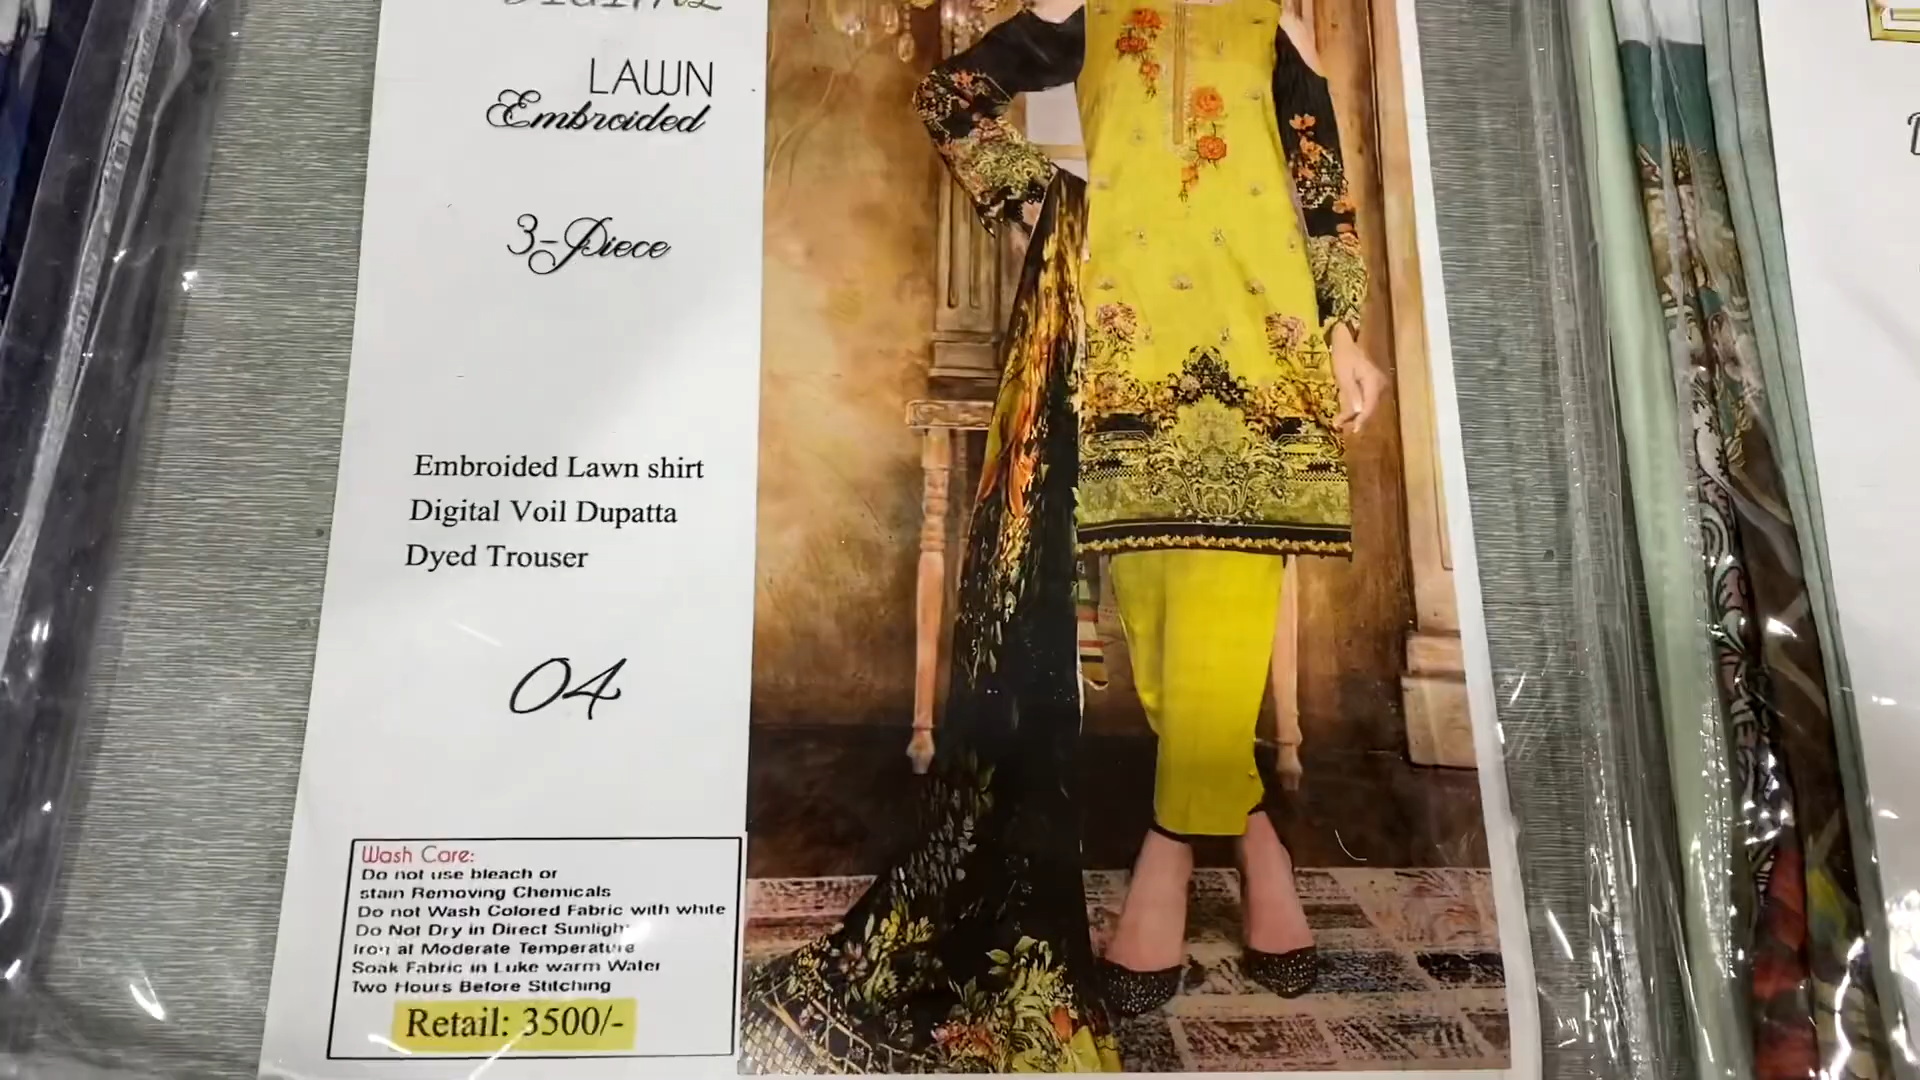 LAWN
Embroided
3-Piece
Embroided Lawn shirt
Digital Voil Dupatta
Dyed Trouser
04
Wash Care:
Do not use bleach or
stain Removing Chemicals
Do not Wash Colored Fabric with white
Do Not Dry in Direct Sunlight
Iron at Moderate Temperature
Soak Fabric in Luke warm Water
Two Hours Before Stitching
Retail: 3500/-